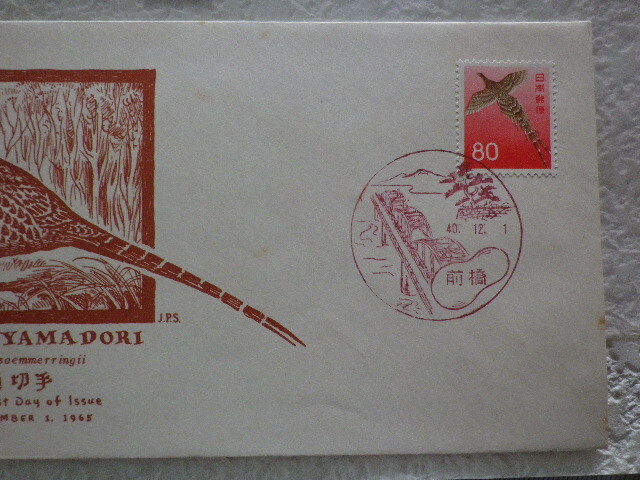 日本郵便
80
40. 12. 1
前橋
J.P.S.
YAMADORI
soemmerringii
切手
Day of Issue
MBER 1, 1965